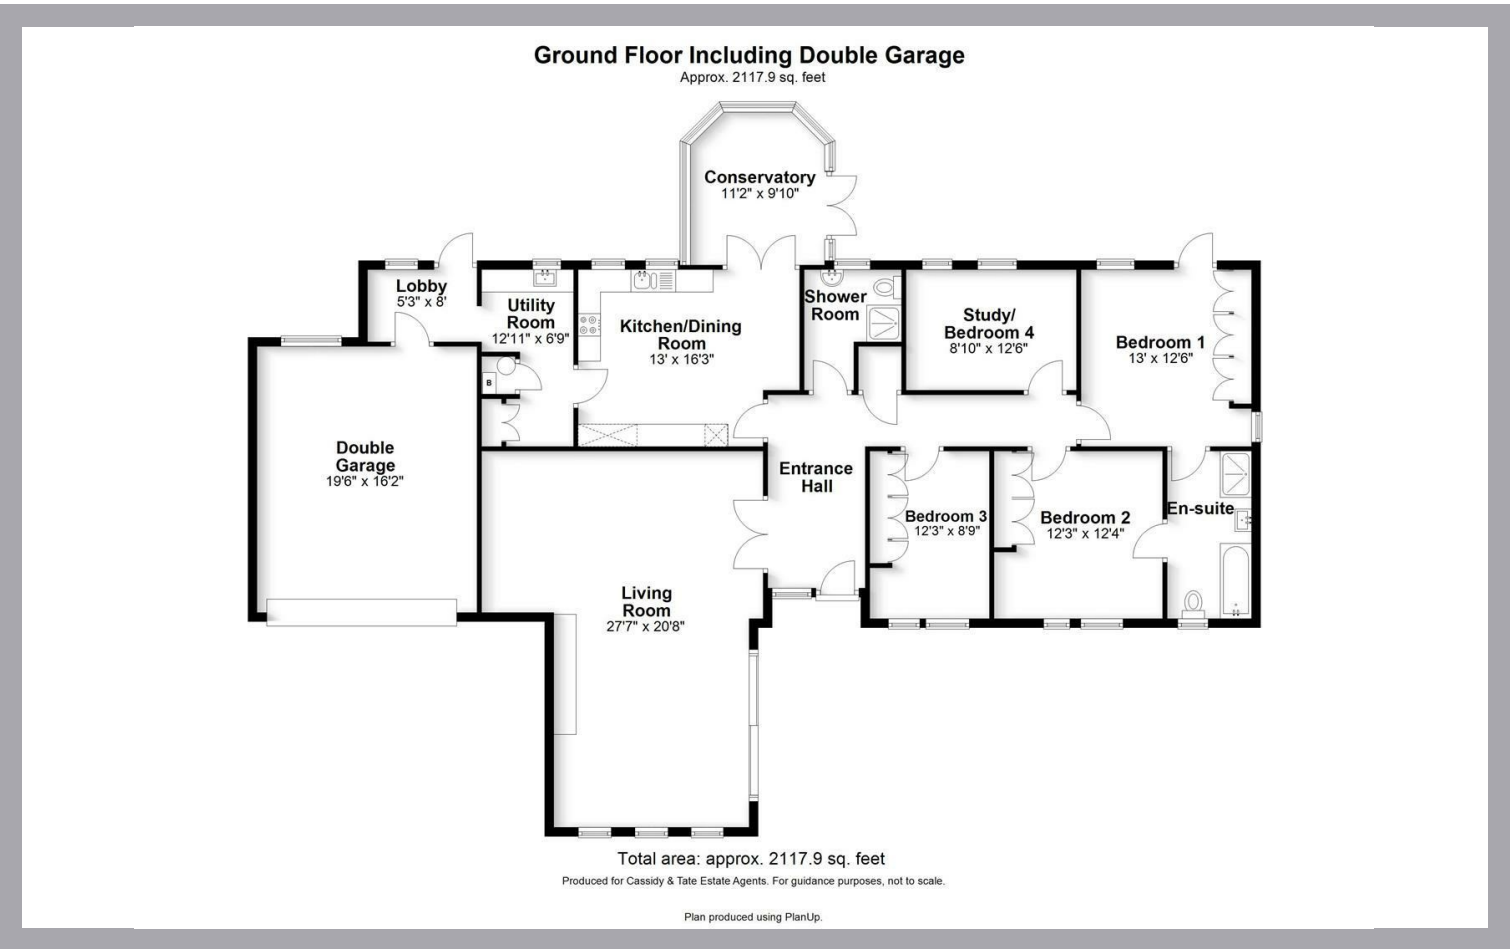 Ground Floor Including Double Garage
Approx. 2117.9 sq. feet
Conservatory
11'2" x 9'10"
Lobby
5'3" x 8'
Utility
Room
12'11" x 6'9"
Kitchen/Dining
Room
13' x 16'3"
Shower
Room
Study/
Bedroom 4
8'10" x 12'6"
Bedroom 1
13' x 12'6"
B
Double
Garage
19'6" x 16'2"
Entrance
Hall
Bedroom 3
12'3" x 8'9"
Bedroom 2
12'3" x 12'4"
En-suite
Living
Room
27'7" x 20'8"
Total area: approx. 2117.9 sq. feet
Produced for Cassidy & Tate Estate Agents. For guidance purposes, not to scale.
Plan produced using PlanUp.